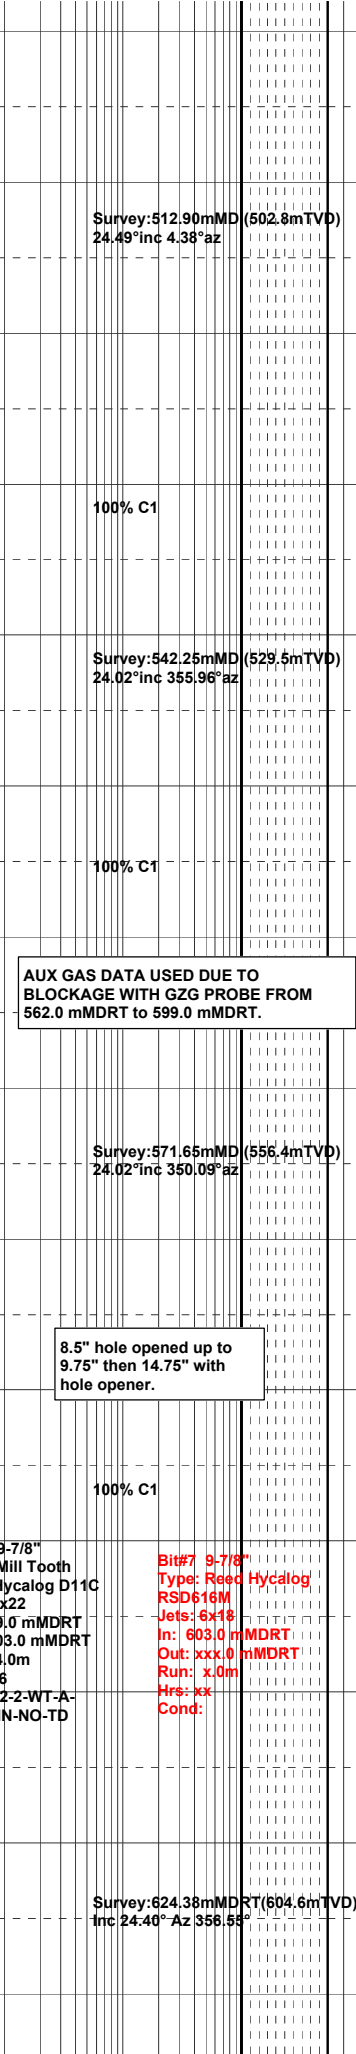 Survey:512.90mMD (502.8mTVD)
24.49°inc 4.38°az
100% C1
Survey:542.25mMD (529.5mTVD)
24.02°inc 355.96°az
100% C1
AUX GAS DATA USED DUE TO
BLOCKAGE WITH GZG PROBE FROM
562.0 mMDRT to 599.0 mMDRT.
Survey:571.65mMD (556.4mTVD)
24.02°inc 350.09°az
8.5" hole opened up to
9.75" then 14.75" with
hole opener.
100% C1
9-7/8"
Mill Tooth
Hycalog D11C
x22
.0 mMDRT
03.0 mMDRT
.0m
6
2-2-WT-A-
IN-NO-TD
Bit#7 9-7/8"
Type: Reed Hycalog
RSD616M
Jets: 6x18
In: 603.0 mMDRT
Out: xxx.0 mMDRT
Run: x.0m
Hrs: xx
Cond:
Survey:624.38mMDRT(604.6mTVD)
Inc 24.40° Az 356.55°